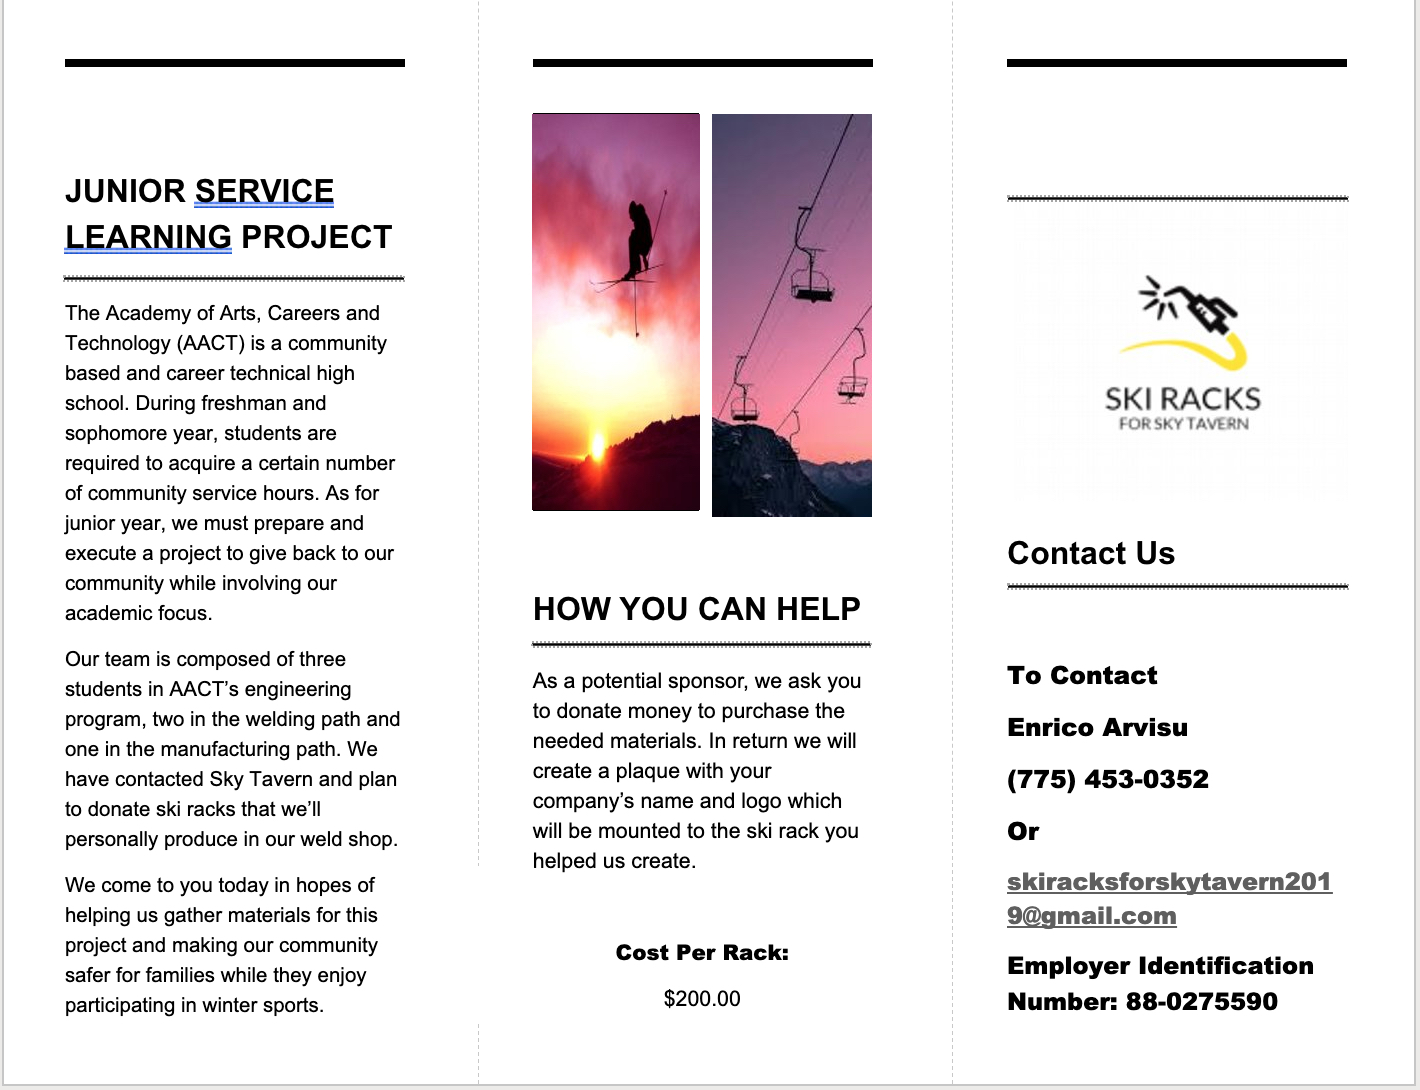 JUNIOR SERVICE
LEARNING PROJECT
The Academy of Arts, Careers and
Technology (AACT) is a community
based and career technical high
school. During freshman and
sophomore year, students are
required to acquire a certain number
of community service hours. As for
junior year, we must prepare and
execute a project to give back to our
community while involving our
academic focus.
Our team is composed of three
students in AACT’s engineering
program, two in the welding path and
one in the manufacturing path. We
have contacted Sky Tavern and plan
to donate ski racks that we’ll
personally produce in our weld shop.
We come to you today in hopes of
helping us gather materials for this
project and making our community
safer for families while they enjoy
participating in winter sports.
HOW YOU CAN HELP
As a potential sponsor, we ask you
to donate money to purchase the
needed materials. In return we will
create a plaque with your
company’s name and logo which
will be mounted to the ski rack you
helped us create.
Cost Per Rack:
$200.00
SKI RACKS
FOR SKY TAVERN
Contact Us
To Contact
Enrico Arvisu
(775) 453-0352
Or
skiracksforskytavern201
9@gmail.com
Employer Identification
Number: 88-0275590